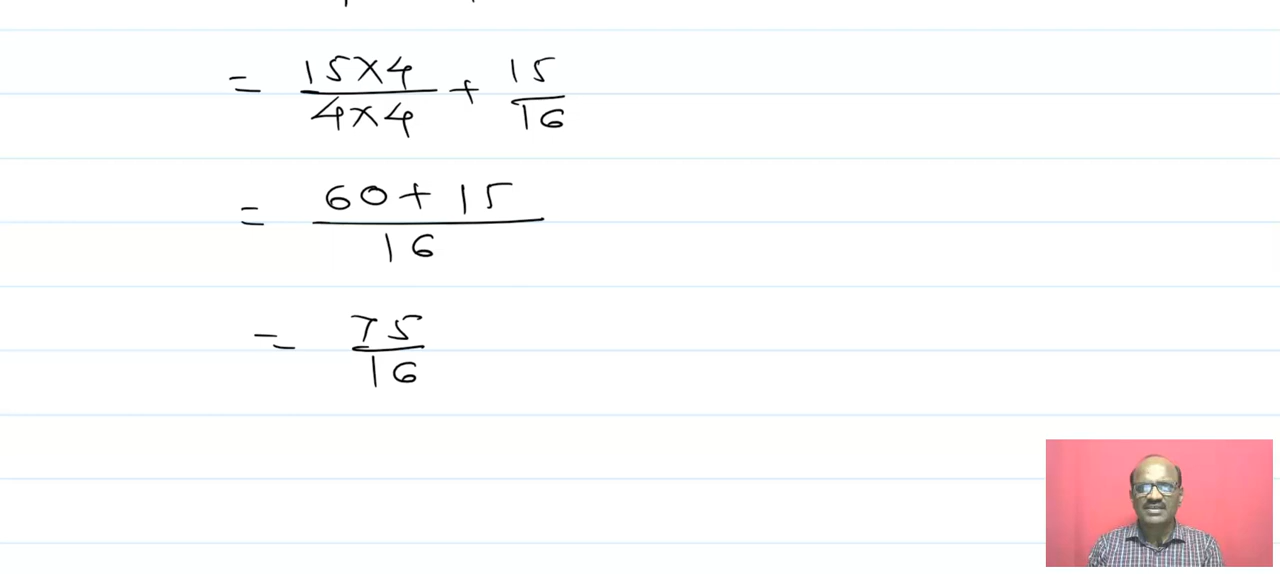 = 15×4/4×4 + 15/16
= 60+15/16
= 75/16